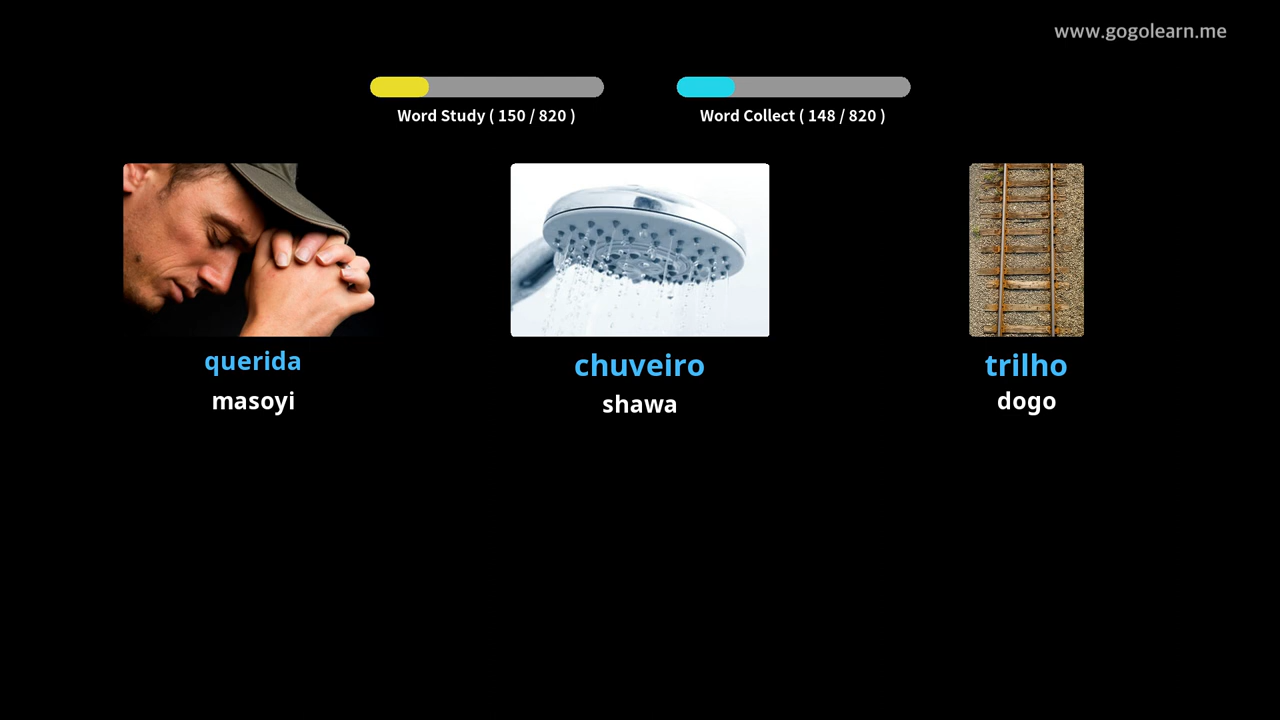 www.gogolearn.me
Word Study ( 150 / 820 )
Word Collect ( 148 / 820 )
querida
masoyi
chuveiro
shawa
trilho
dogo